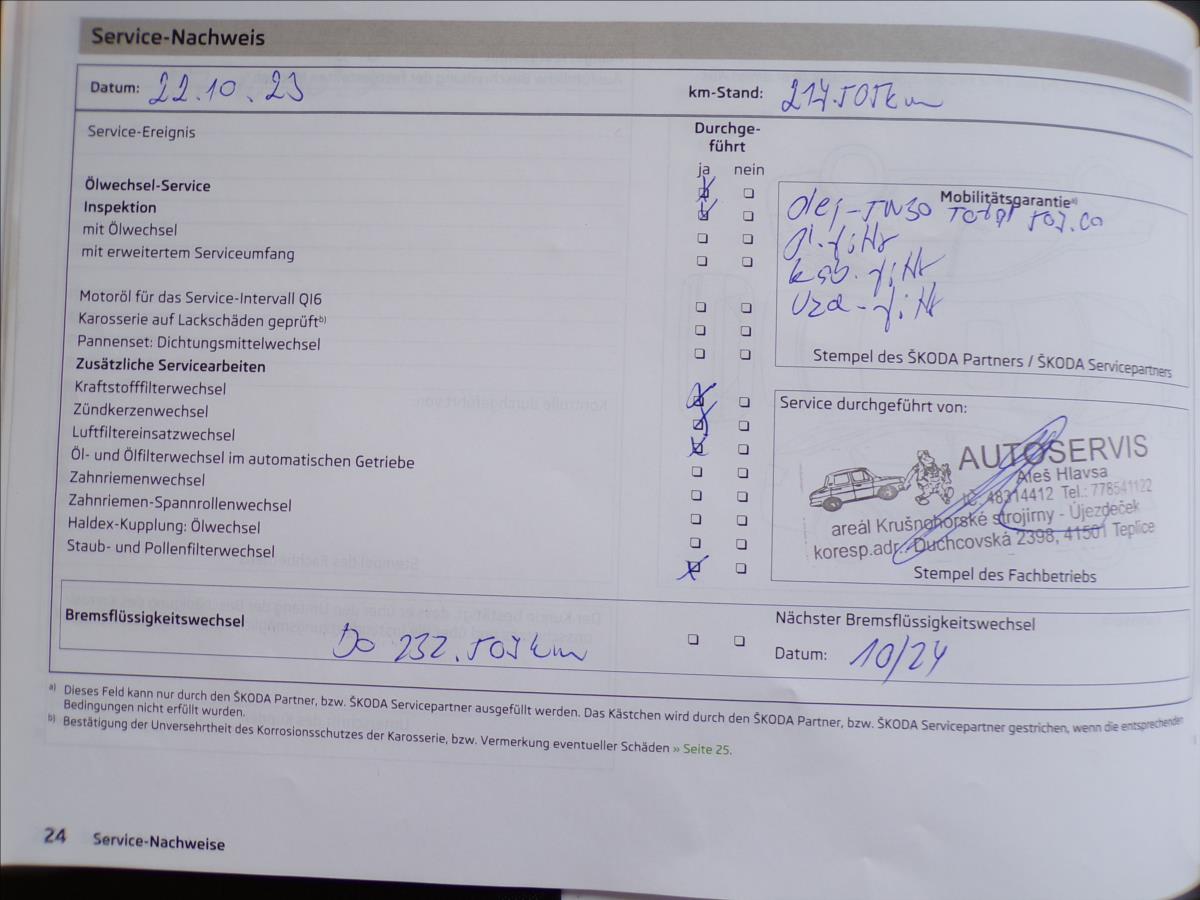 Service-Nachweis
Datum: 22.10.23
km-Stand: 217.505km
Service-Ereignis
Durchge-
führt
ja nein
Ölwechsel-Service
Inspektion
mit Ölwechsel
mit erweitertem Serviceumfang
Motoröl für das Service-Intervall QI6
Karosserie auf Lackschäden geprüft b)
Pannenset: Dichtungsmittelwechsel
Zusätzliche Servicearbeiten
Kraftstofffilterwechsel
Zündkerzenwechsel
Luftfiltereinsatzwechsel
Öl- und Ölfilterwechsel im automatischen Getriebe
Zahnriemenwechsel
Zahnriemen-Spannrollenwechsel
Haldex-Kupplung: Ölwechsel
Staub- und Pollenfilterwechsel
Mobilitätsgarantie a)
olej-5W30
Stempel des ŠKODA Partners / ŠKODA Servicepartners
Service durchgeführt von:
AUTOSERVIS
Aleš Hlavsa
IČ. 48314412 Tel.: 778541122
areál Krušnohorské strojírny - Újezdeček
koresp.adr.: Duchcovská 2398, 41501 Teplice
Stempel des Fachbetriebs
Bremsflüssigkeitswechsel
Do 232.505km
Nächster Bremsflüssigkeitswechsel
Datum: 10/24
a) Dieses Feld kann nur durch den ŠKODA Partner, bzw. ŠKODA Servicepartner ausgefüllt werden. Das Kästchen wird durch den ŠKODA Partner, bzw. ŠKODA Servicepartner gestrichen, wenn die entsprechenden
Bedingungen nicht erfüllt wurden.
b) Bestätigung der Unversehrtheit des Korrosionsschutzes der Karosserie, bzw. Vermerkung eventueller Schäden » Seite 25.
24 Service-Nachweise